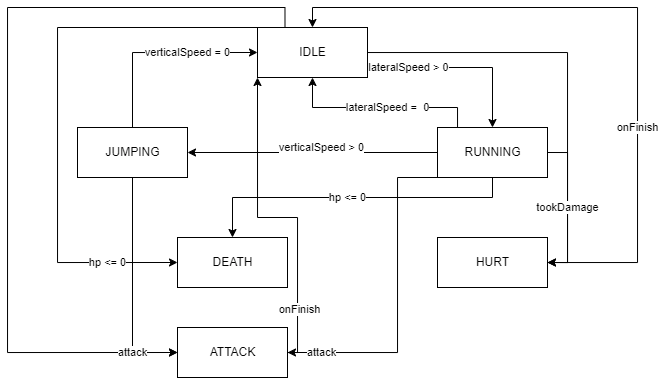 IDLE
verticalSpeed = 0
lateralSpeed > 0
lateralSpeed =  0
onFinish
JUMPING
verticalSpeed > 0
RUNNING
hp <= 0
tookDamage
hp <= 0
DEATH
HURT
onFinish
attack
ATTACK
attack